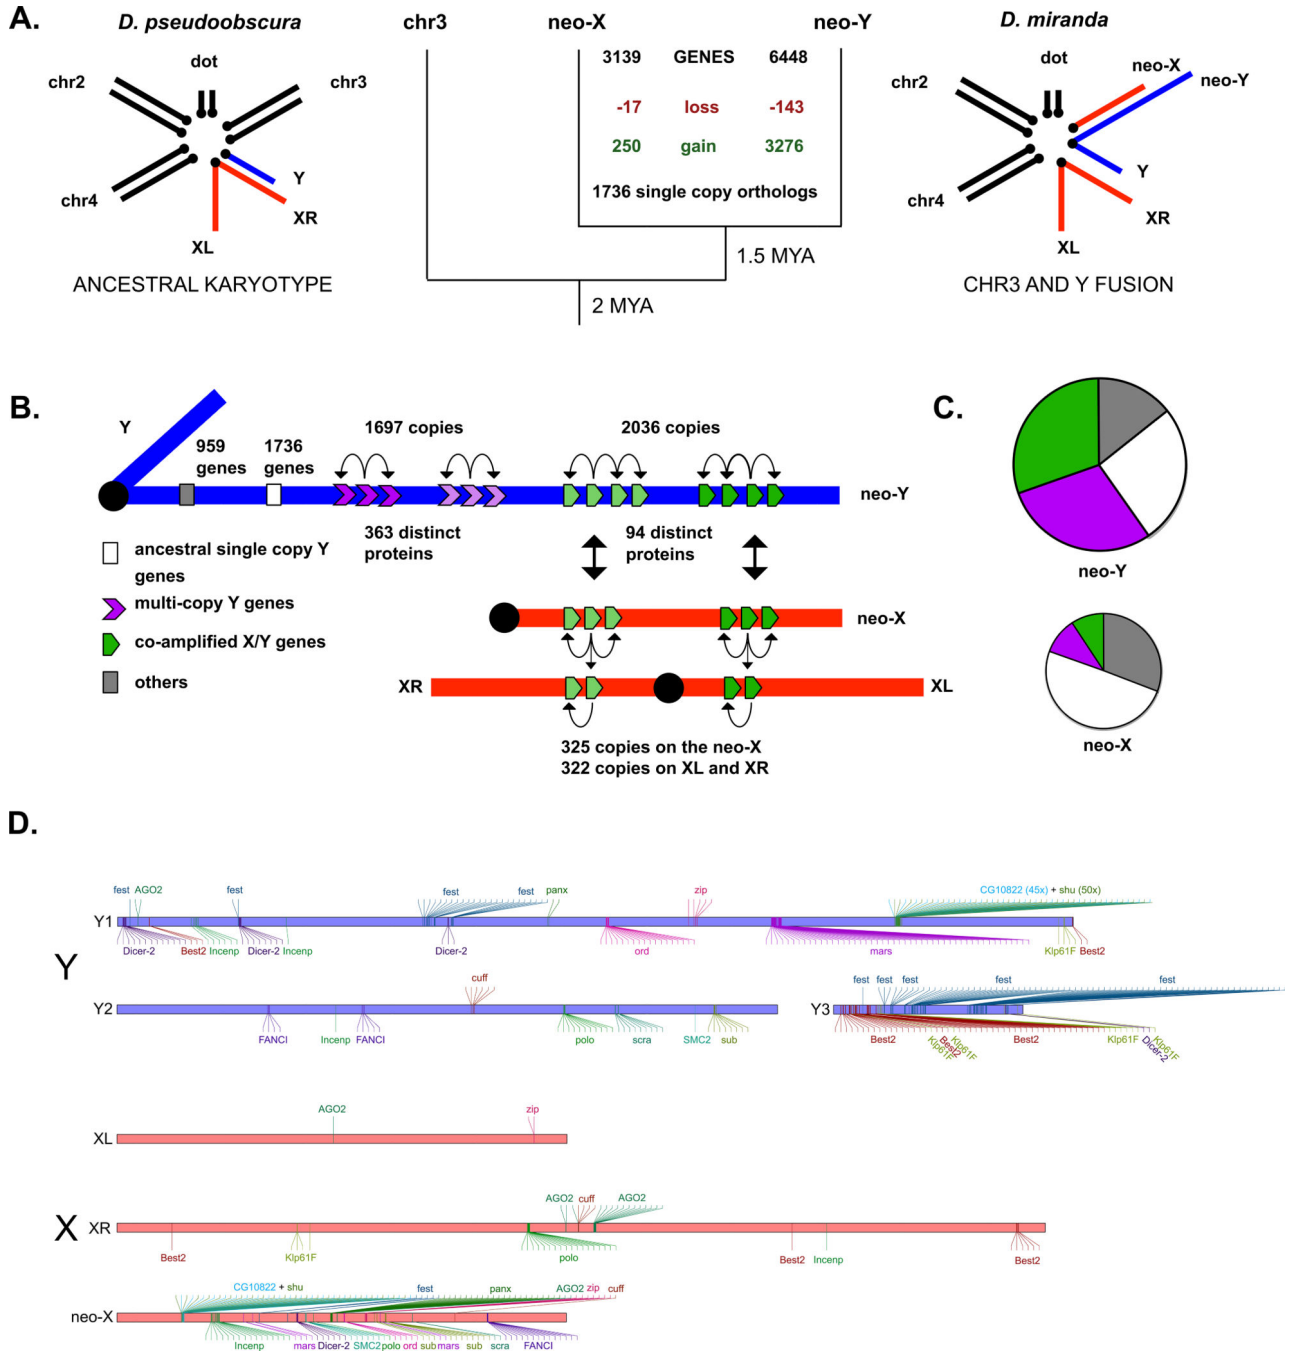 A.
D. pseudoobscura
chr3
neo-X
neo-Y
D. miranda
dot
chr2
chr3
chr4
Y
XR
XL
ANCESTRAL KARYOTYPE
3139 GENES 6448
-17 loss -143
250 gain 3276
1736 single copy orthologs
1.5 MYA
2 MYA
dot
neo-X
neo-Y
chr2
chr4
Y
XR
XL
CHR3 AND Y FUSION
B.
Y
959
genes
1736
genes
1697 copies
2036 copies
neo-Y
363 distinct
proteins
94 distinct
proteins
ancestral single copy Y
genes
multi-copy Y genes
co-amplified X/Y genes
others
neo-X
XR
XL
325 copies on the neo-X
322 copies on XL and XR
C.
neo-Y
neo-X
D.
Y
fest AGO2 fest fest fest panx zip CG10822 (45x) + shu (50x)
Y1
Dicer-2 Best2 Incenp Dicer-2 Incenp Dicer-2 ord mars Klp61F Best2
cuff
Y2
FANCI Incenp FANCI polo scra SMC2 sub
fest fest fest fest fest
Y3
Best2 Klp61F Best2 Klp61F Best2 Klp61F Dicer-2 Klp61F
X
AGO2 zip
XL
AGO2 cuff AGO2
XR
Best2 Klp61F polo Best2 Incenp Best2
CG10822 + shu fest panx AGO2 zip cuff
neo-X
Incenp mars Dicer-2 SMC2 polo ord sub mars sub scra FANCI